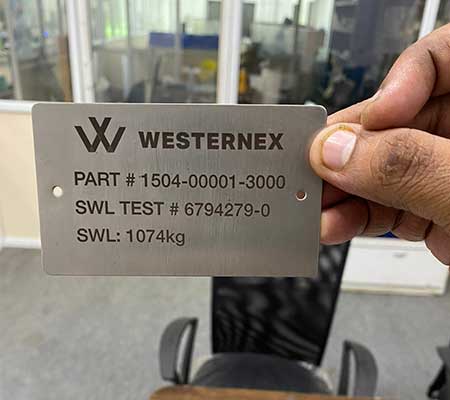 WESTERNEX
PART # 1504-00001-3000
SWL TEST # 6794279-0
SWL: 1074kg